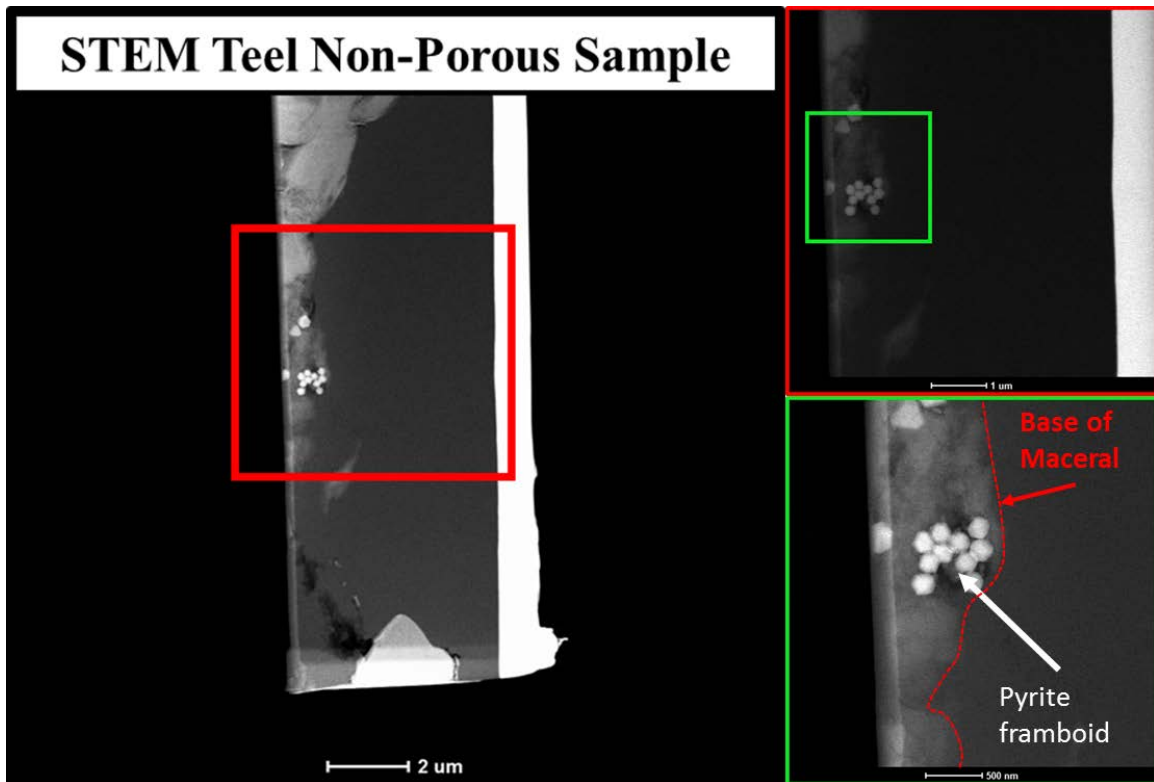 STEM Teel Non-Porous Sample
2 um
1 um
Base of
Maceral
Pyrite
framboid
500 nm